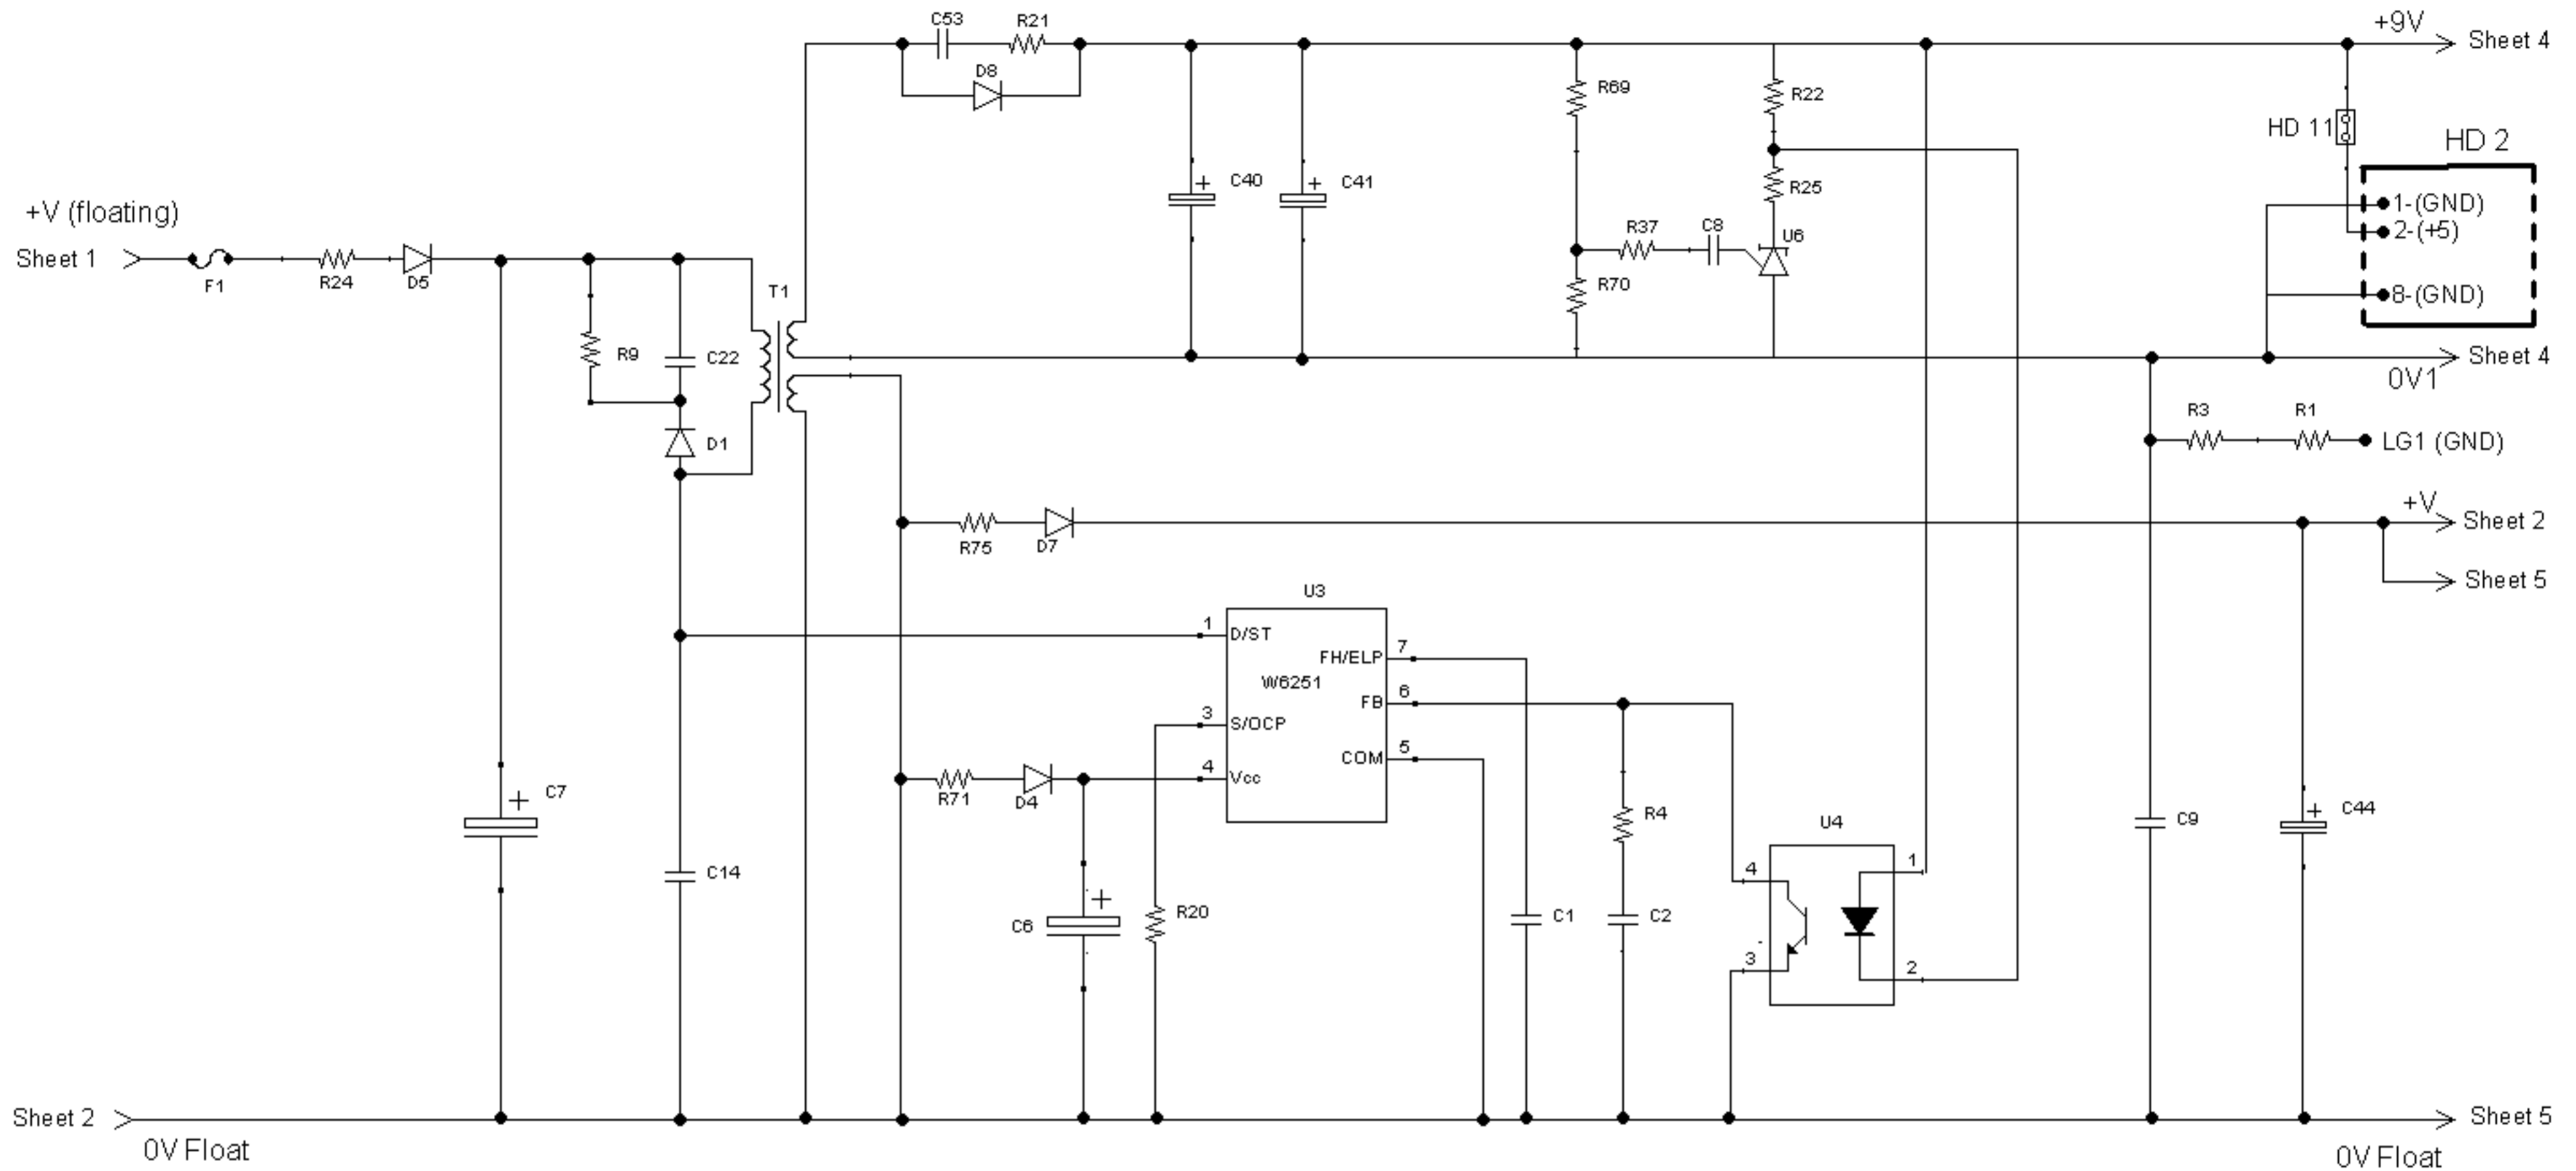 C53 R21
+9V
Sheet 4
D8
R69
R22
HD 11
HD 2
+ C40
+ C41
R25
1-(GND)
2-(+5)
8-(GND)
+V (floating)
Sheet 1
F1
R24
D5
T1
R37
C8
U6
R70
R9
C22
Sheet 4
0V1
D1
R3
R1
LG1 (GND)
+V
Sheet 2
R75
D7
Sheet 5
U3
1
D/ST
7
FH/ELP
W6251
6
FB
3
S/OCP
5
COM
4
Vcc
R71
D4
+ C7
R4
U4
C9
+ C44
C14
+
C6
R20
C1
C2
4
1
3
2
Sheet 2
0V Float
Sheet 5
0V Float